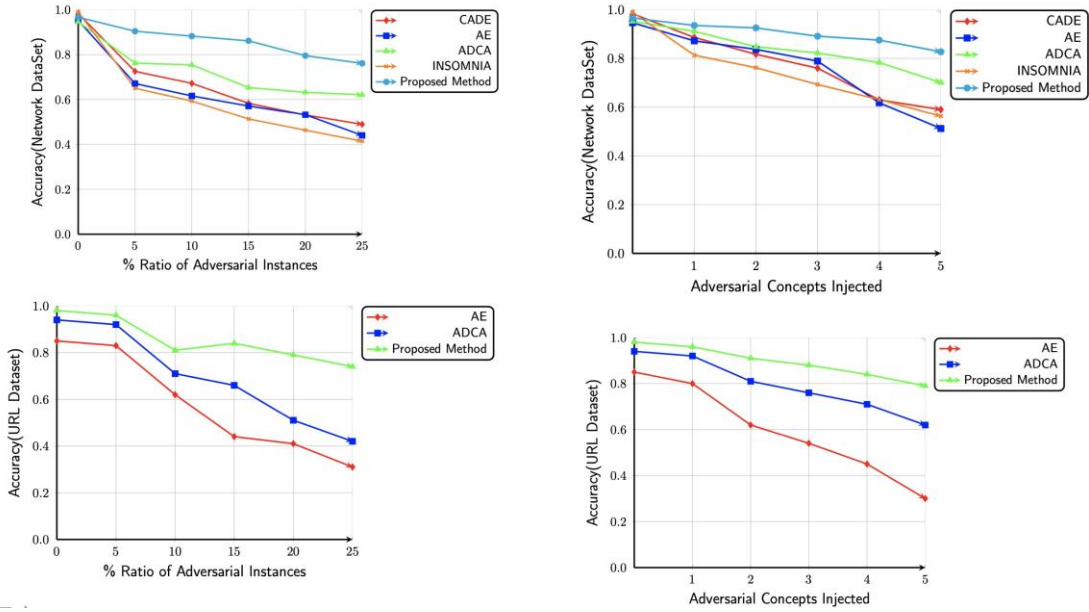 1.0
0.8
0.6
0.4
0.2
0.0
Accuracy(Network DataSet)
0 5 10 15 20 25
% Ratio of Adversarial Instances
CADE
AE
ADCA
INSOMNIA
Proposed Method
1.0
0.8
0.6
0.4
0.2
0.0
Accuracy(Network DataSet)
1 2 3 4 5
Adversarial Concepts Injected
CADE
AE
ADCA
INSOMNIA
Proposed Method
1.0
0.8
0.6
0.4
0.2
0.0
Accuracy(URL Dataset)
0 5 10 15 20 25
% Ratio of Adversarial Instances
AE
ADCA
Proposed Method
1.0
0.8
0.6
0.4
0.2
0.0
Accuracy(URL Dataset)
1 2 3 4 5
Adversarial Concepts Injected
AE
ADCA
Proposed Method